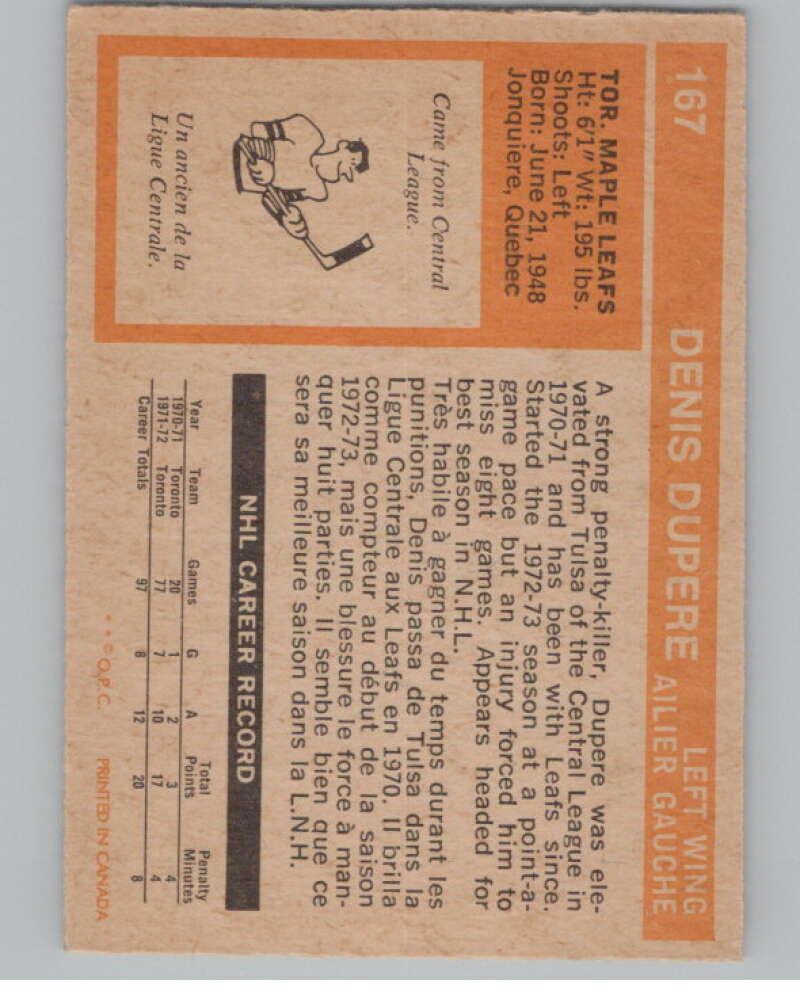 167 DENIS DUPERE LEFT WING
AILIER GAUCHE
TOR. MAPLE LEAFS
Ht: 6'1" Wt: 195 lbs.
Shoots: Left
Born: June 21, 1948
Jonquiere, Quebec
Came from Central
League.
Un ancien de la
Ligue Centrale.
A strong penalty-killer, Dupere was ele-
vated from Tulsa of the Central League in
1970-71 and has been with Leafs since.
Started the 1972-73 season at a point-a-
game pace but an injury forced him to
miss eight games. Appears headed for
best season in N.H.L.
Très habile à gagner du temps durant les
punitions, Denis passa de Tulsa dans la
Ligue Centrale aux Leafs en 1970. Il brilla
comme compteur au début de la saison
1972-73, mais une blessure le force à man-
quer huit parties. Il semble bien que ce
sera sa meilleure saison dans la L.N.H.
NHL CAREER RECORD
Year Team Games G A Total Points Penalty Minutes
1970-71 Toronto 20 1 2 3 4
1971-72 Toronto 77 7 10 17 4
Career Totals 97 8 12 20 8
* * © O.P.C. PRINTED IN CANADA